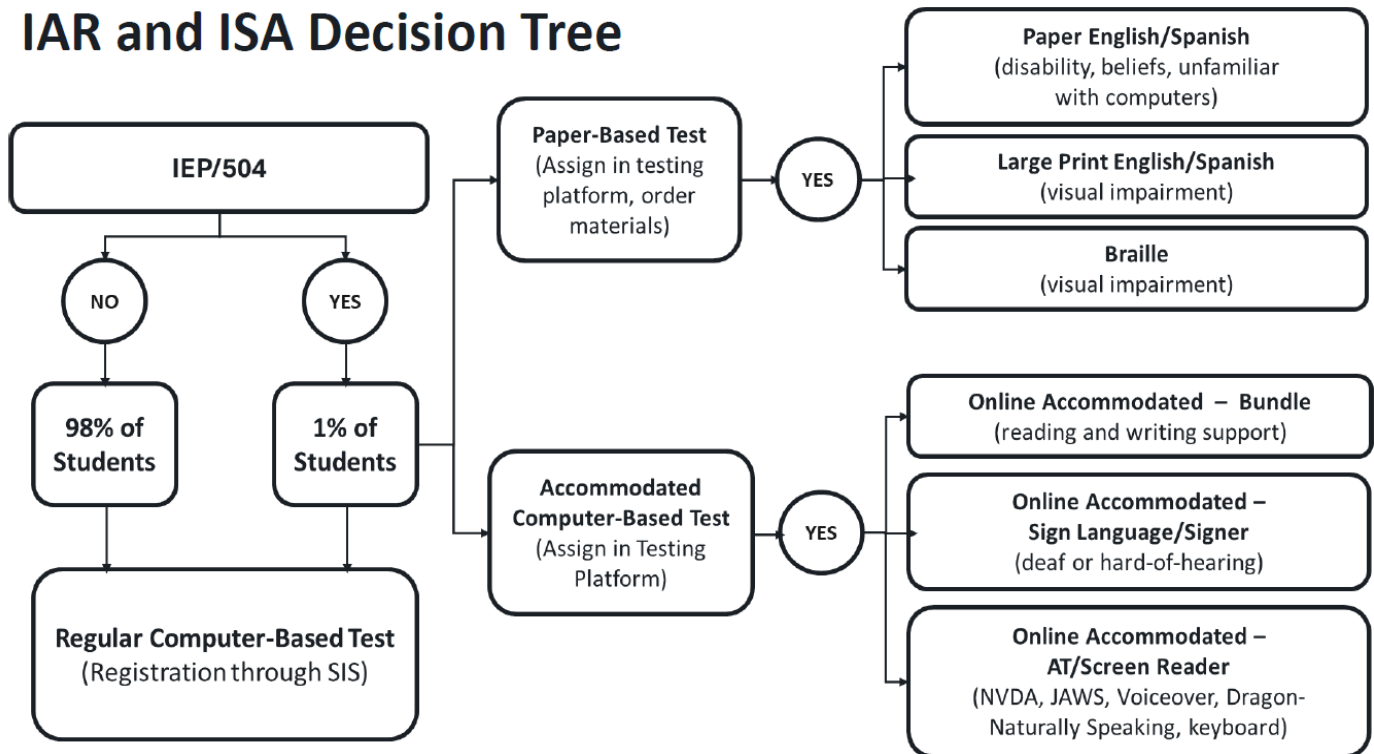 IAR and ISA Decision Tree
IEP/504
NO
YES
98% of
Students
1% of
Students
Regular Computer-Based Test
(Registration through SIS)
Paper-Based Test
(Assign in testing
platform, order
materials)
YES
Paper English/Spanish
(disability, beliefs, unfamiliar
with computers)
Large Print English/Spanish
(visual impairment)
Braille
(visual impairment)
Accommodated
Computer-Based Test
(Assign in Testing
Platform)
YES
Online Accommodated – Bundle
(reading and writing support)
Online Accommodated –
Sign Language/Signer
(deaf or hard-of-hearing)
Online Accommodated –
AT/Screen Reader
(NVDA, JAWS, Voiceover, Dragon-
Naturally Speaking, keyboard)